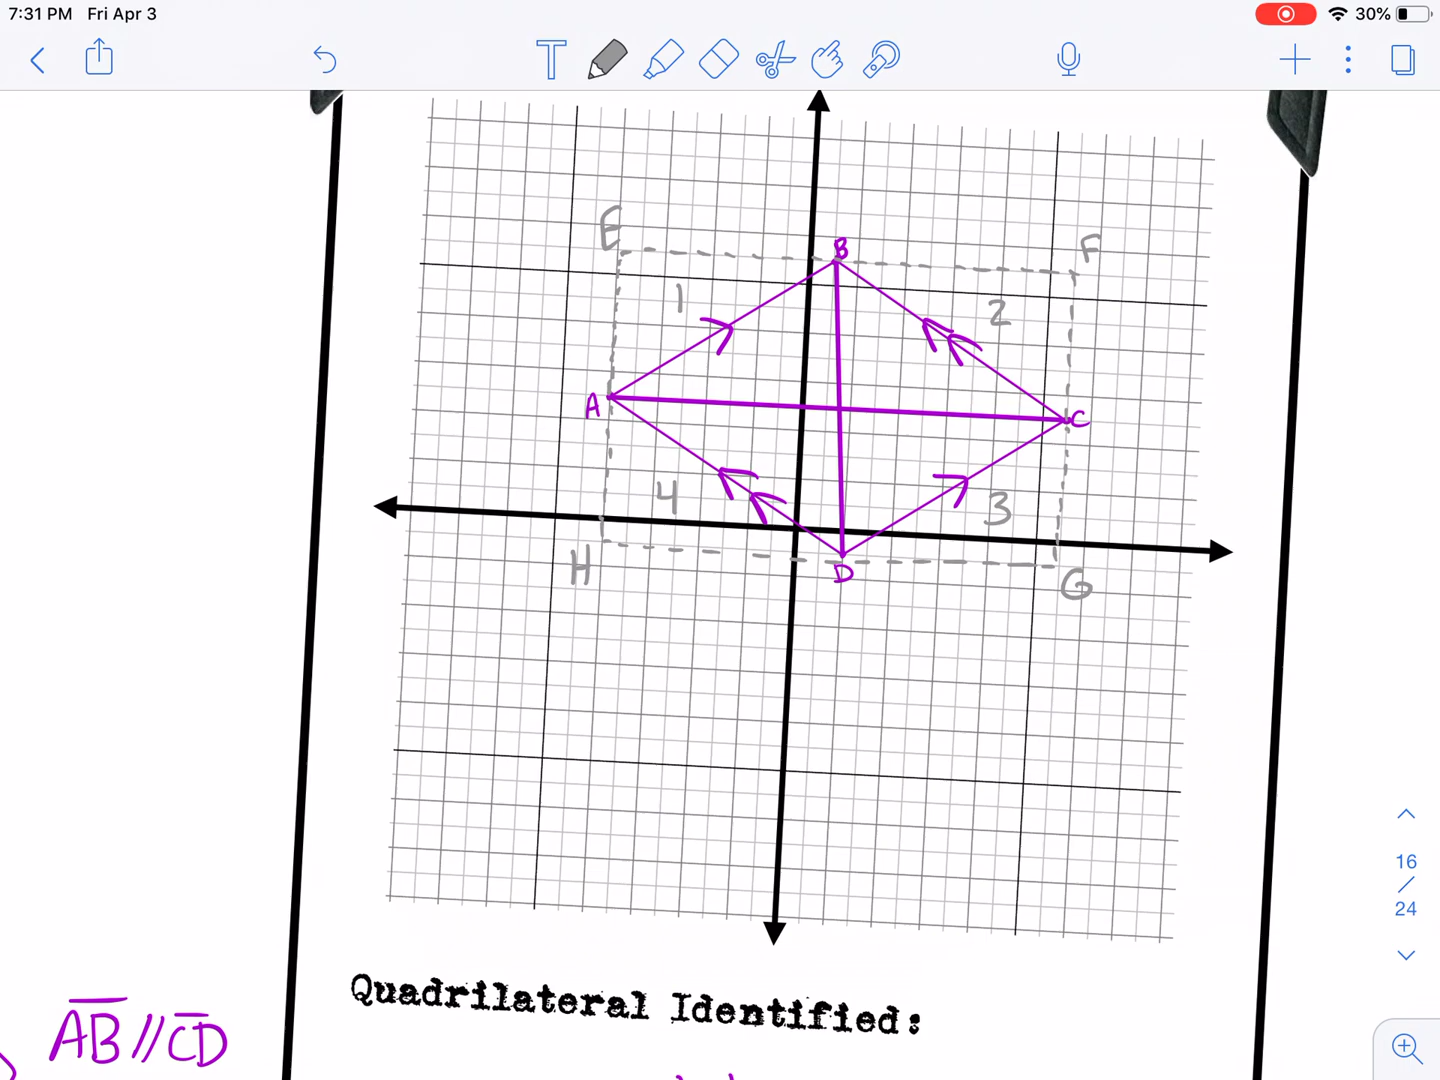 7:31 PM Fri Apr 3
30%
T
E
B
F
1
2
A
C
4
3
H
D
G
16
/
24
Quadrilateral Identified:
AB // CD